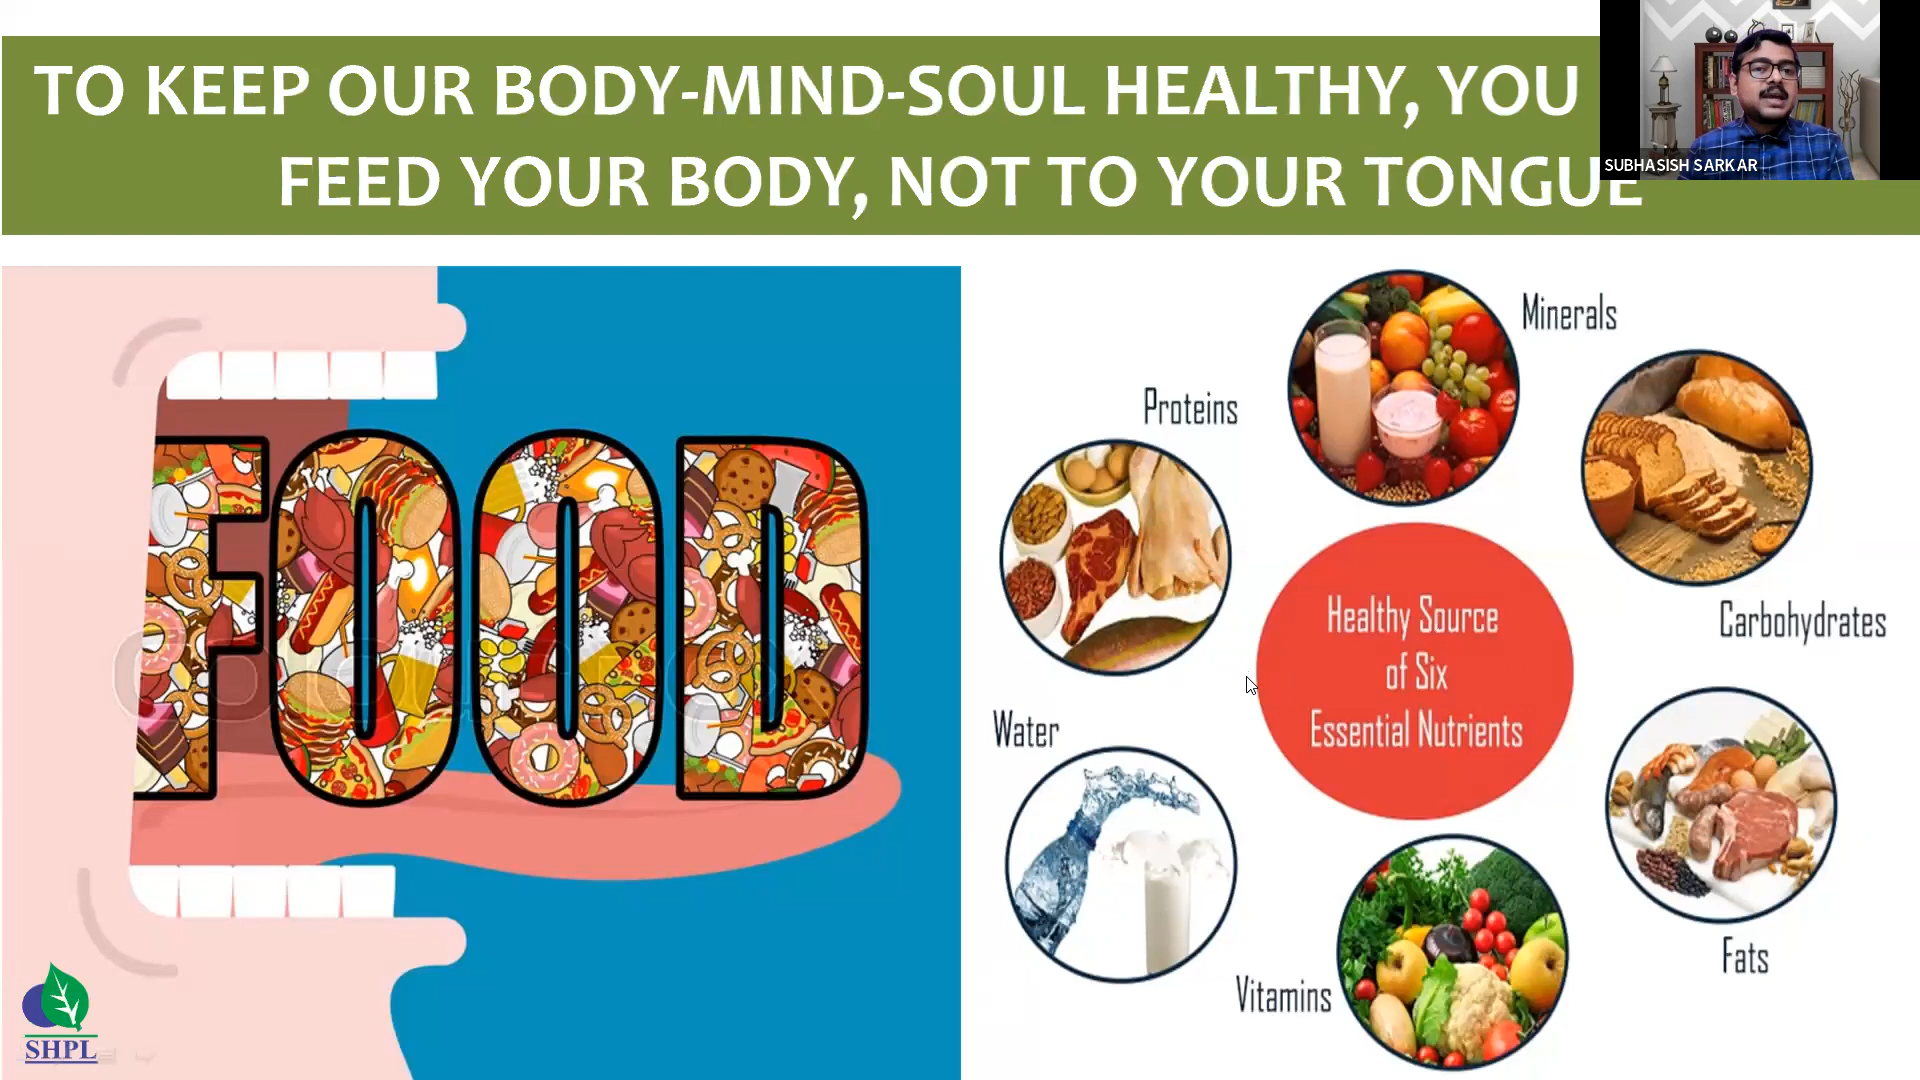 TO KEEP OUR BODY-MIND-SOUL HEALTHY, YOU
FEED YOUR BODY, NOT TO YOUR TONGUE
SUBHASISH SARKAR
FOOD
SHPL
Minerals
Proteins
Carbohydrates
Healthy Source
of Six
Essential Nutrients
Water
Fats
Vitamins